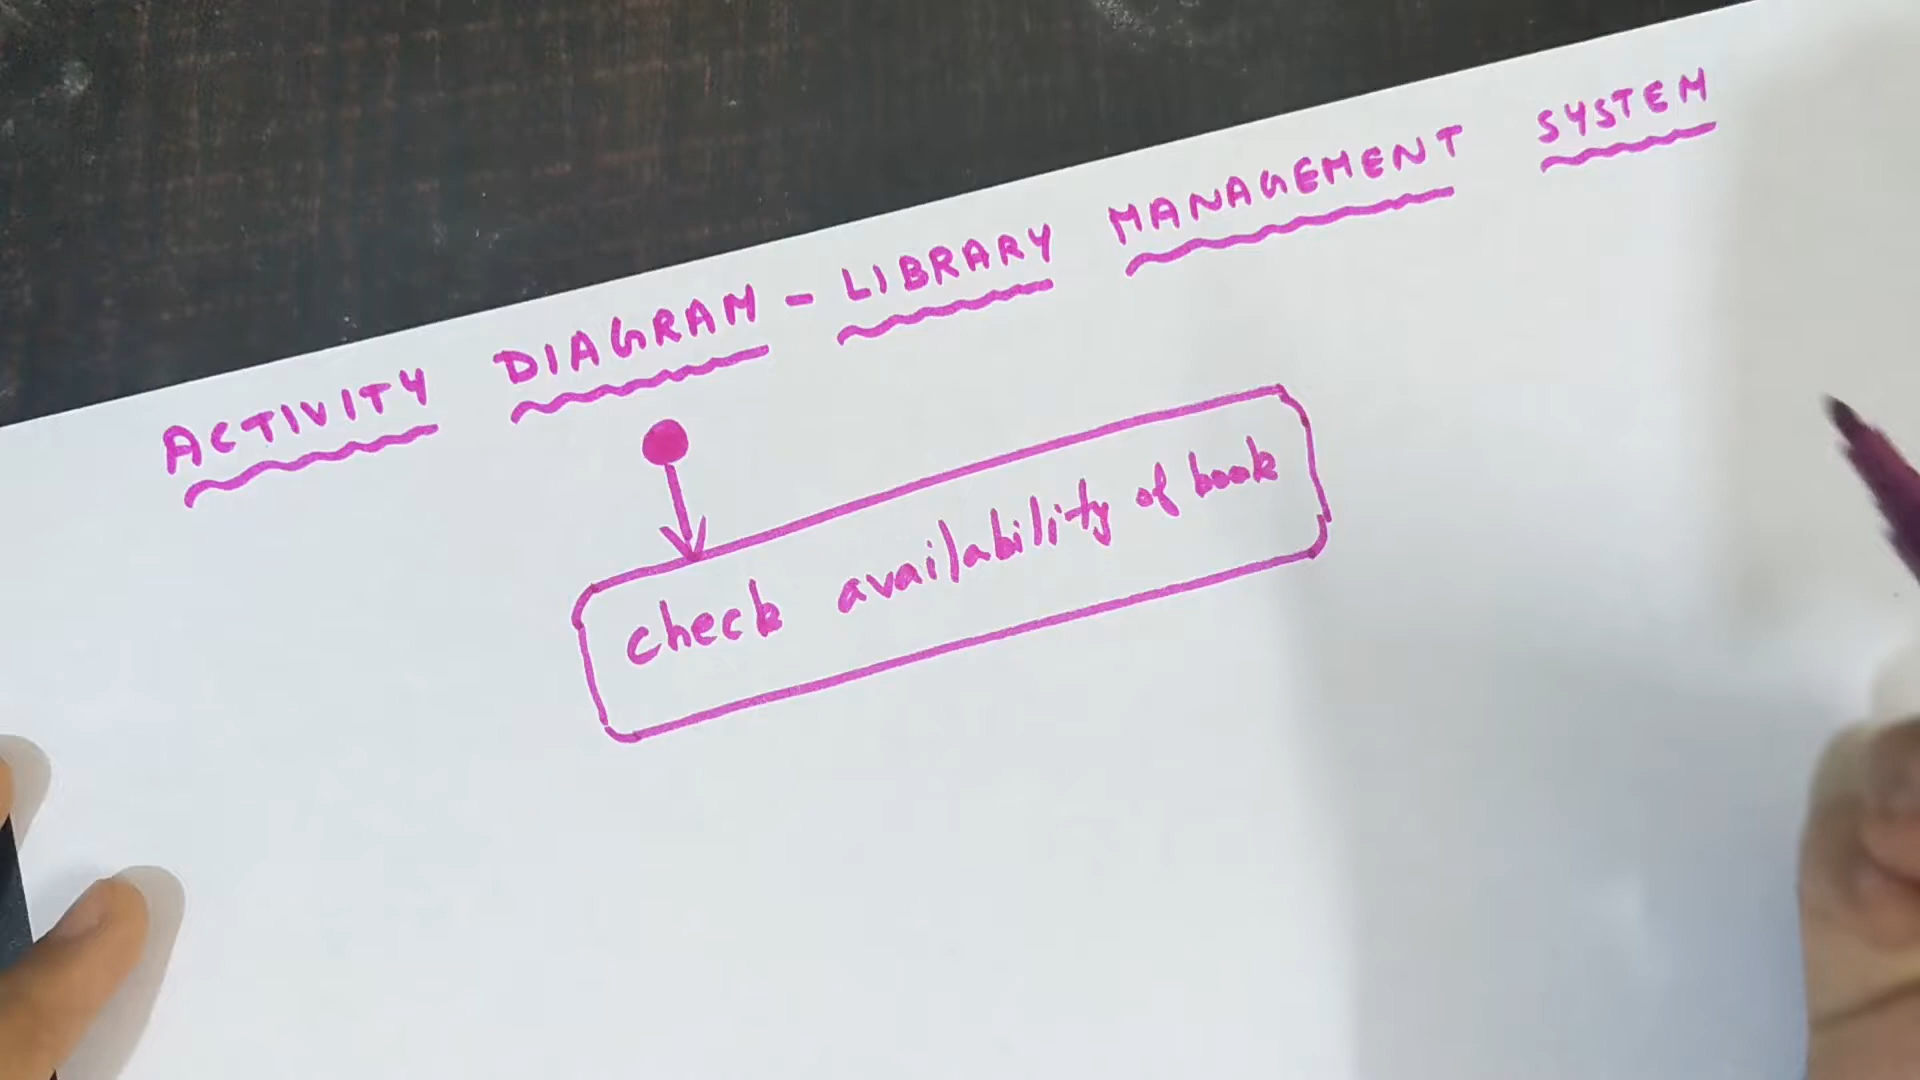 ACTIVITY DIAGRAM - LIBRARY MANAGEMENT SYSTEM
check availability of book